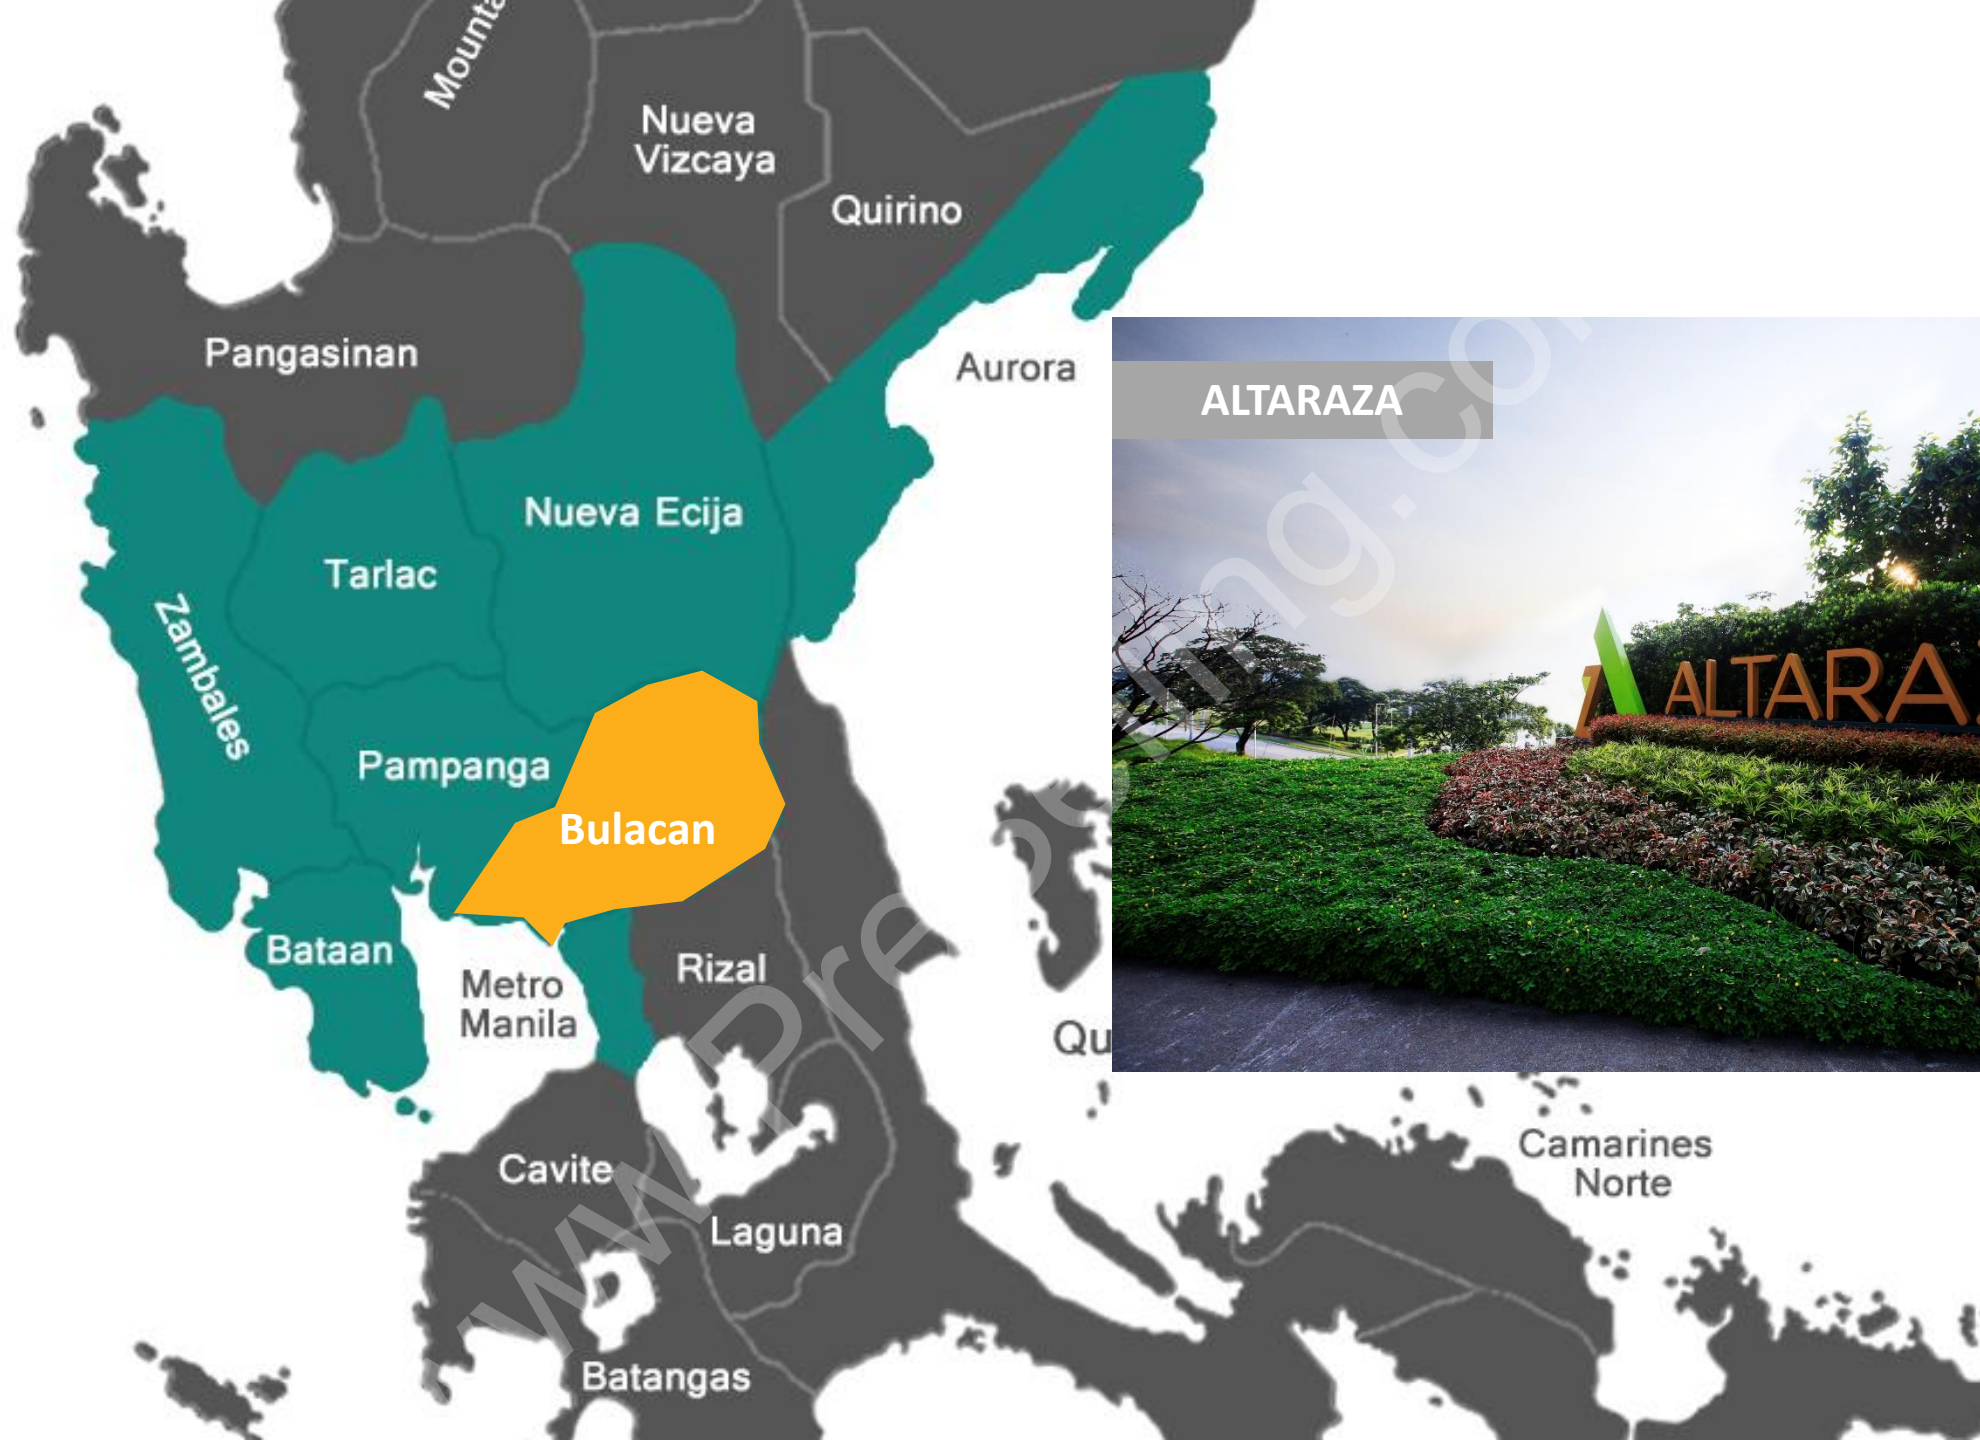 Mounta
Nueva
Vizcaya
Quirino
Pangasinan
Aurora
ALTARAZA
Nueva Ecija
Tarlac
Zambales
ALTARA
Pampanga
Bulacan
Bataan
Metro
Manila
Rizal
Qu
Cavite
Camarines
Norte
Laguna
Batangas